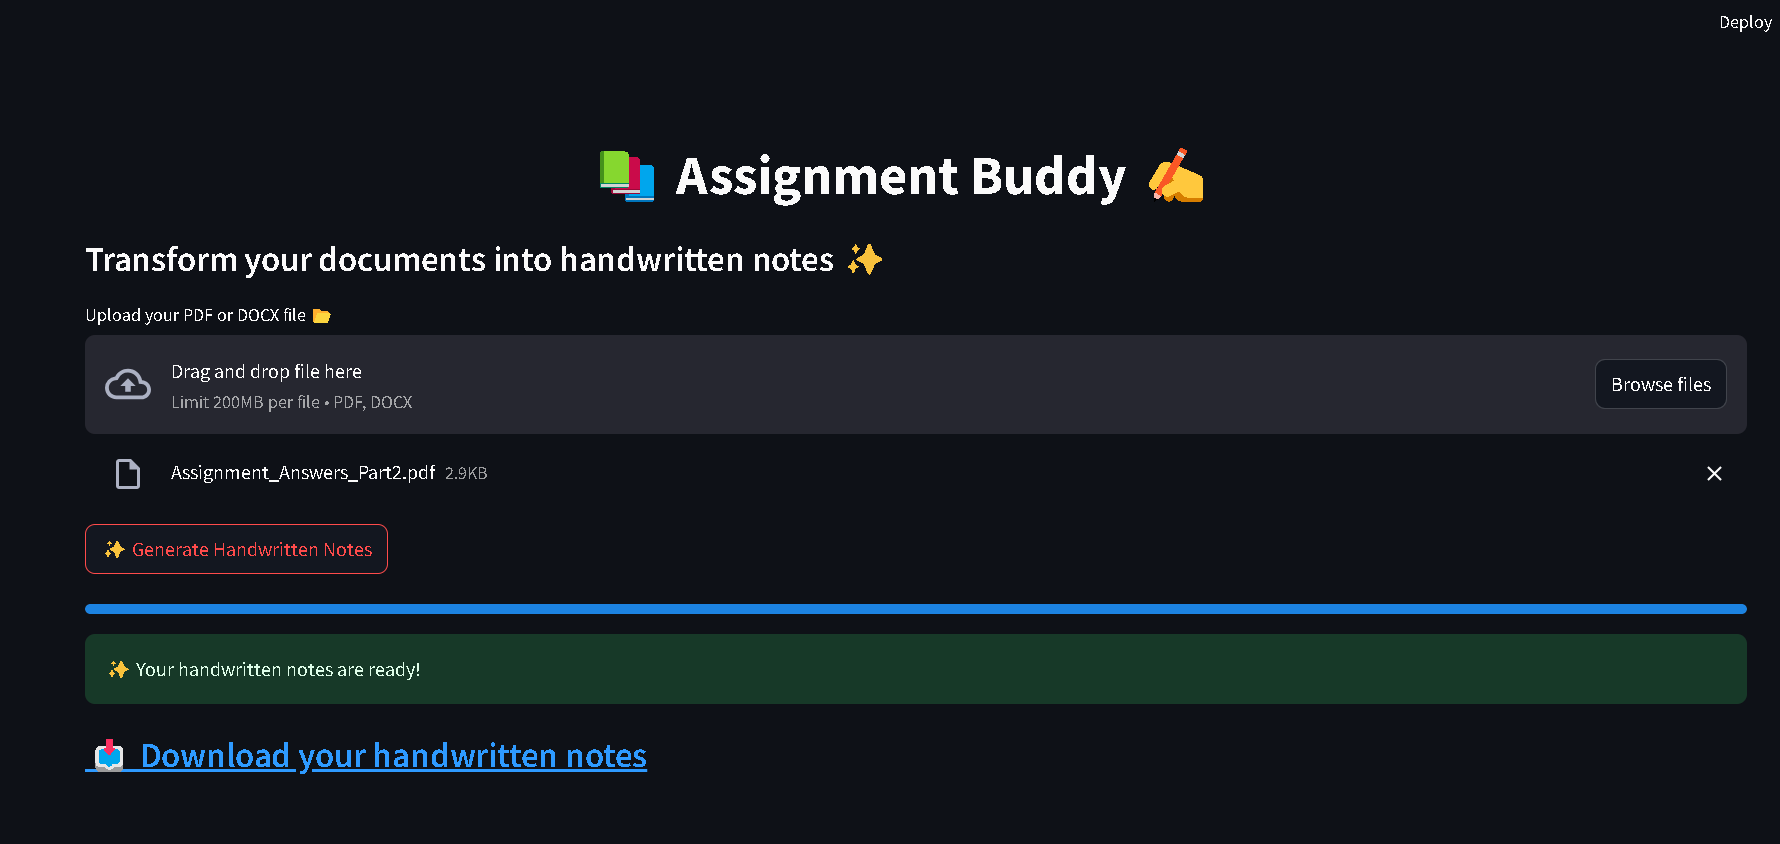 Deploy
📚 Assignment Buddy ✍️
Transform your documents into handwritten notes ✨
Upload your PDF or DOCX file 📂
Drag and drop file here
Limit 200MB per file • PDF, DOCX
Browse files
Assignment_Answers_Part2.pdf 2.9KB
✨ Generate Handwritten Notes
✨ Your handwritten notes are ready!
📥 Download your handwritten notes